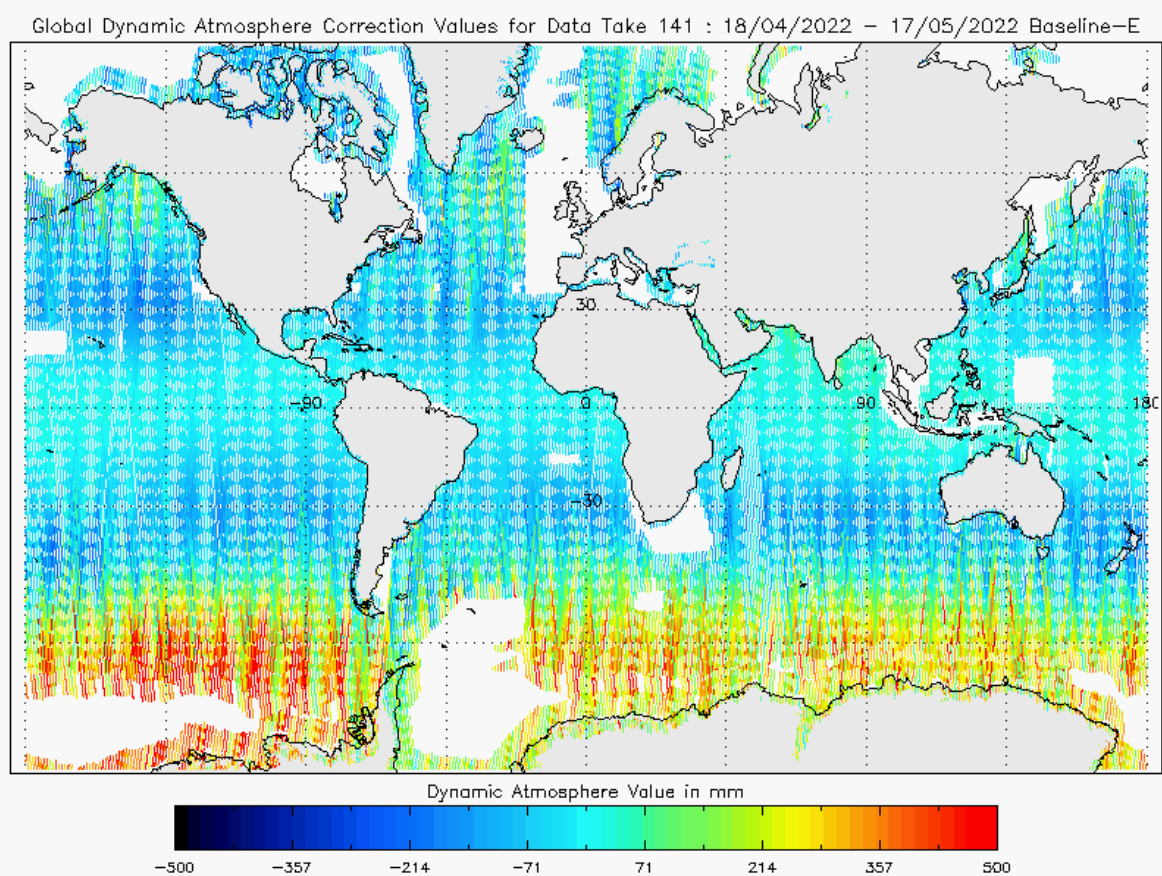 Global Dynamic Atmosphere Correction Values for Data Take 141 : 18/04/2022 - 17/05/2022 Baseline-E
30
-90 0 90 180
-30
Dynamic Atmosphere Value in mm
-500 -357 -214 -71 71 214 357 500